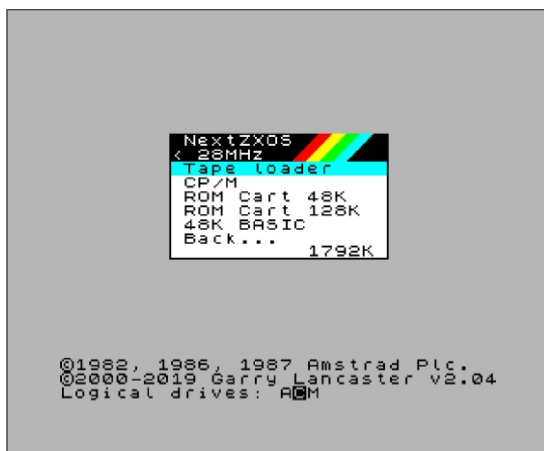 NextZXOS
< 28MHz
Tape loader
CP/M
ROM Cart 48K
ROM Cart 128K
48K BASIC
Back...
1792K
©1982, 1986, 1987 Amstrad Plc.
©2000-2019 Garry Lancaster v2.04
Logical drives: ACM